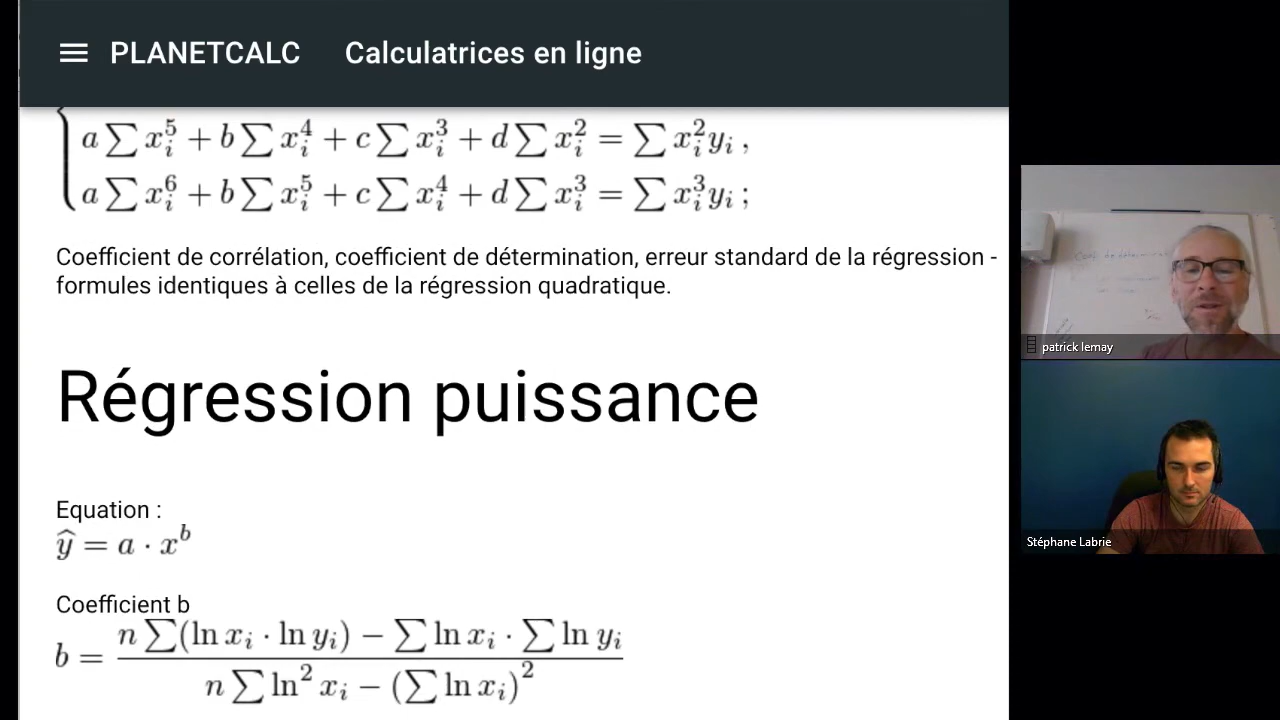 PLANETCALC Calculatrices en ligne
a∑x_i^5 + b∑x_i^4 + c∑x_i^3 + d∑x_i^2 = ∑x_i^2 y_i ,
a∑x_i^6 + b∑x_i^5 + c∑x_i^4 + d∑x_i^3 = ∑x_i^3 y_i ;
Coefficient de corrélation, coefficient de détermination, erreur standard de la régression -
formules identiques à celles de la régression quadratique.
Régression puissance
Equation :
ŷ = a · x^b
Coefficient b
b = (n∑(ln x_i · ln y_i) − ∑ ln x_i · ∑ ln y_i) / (n∑ ln^2 x_i − (∑ ln x_i)^2)
patrick lemay
Stéphane Labrie